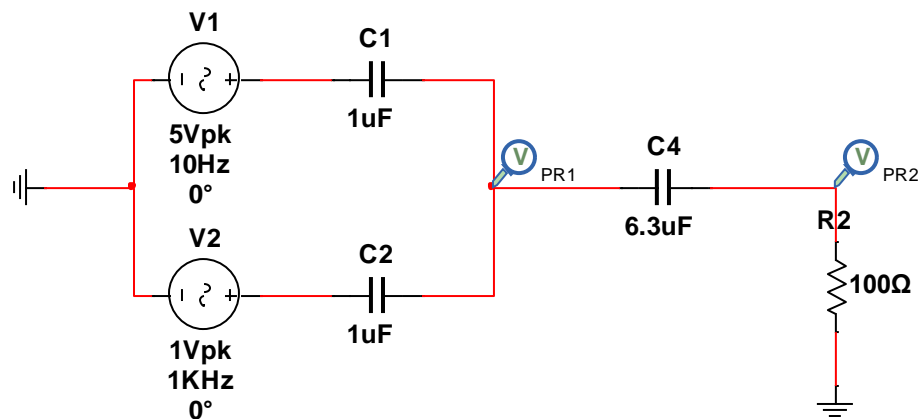 V1
5Vpk
10Hz
0°
C1
1uF
V
PR1
C4
6.3uF
V
PR2
R2
100Ω
V2
1Vpk
1KHz
0°
C2
1uF